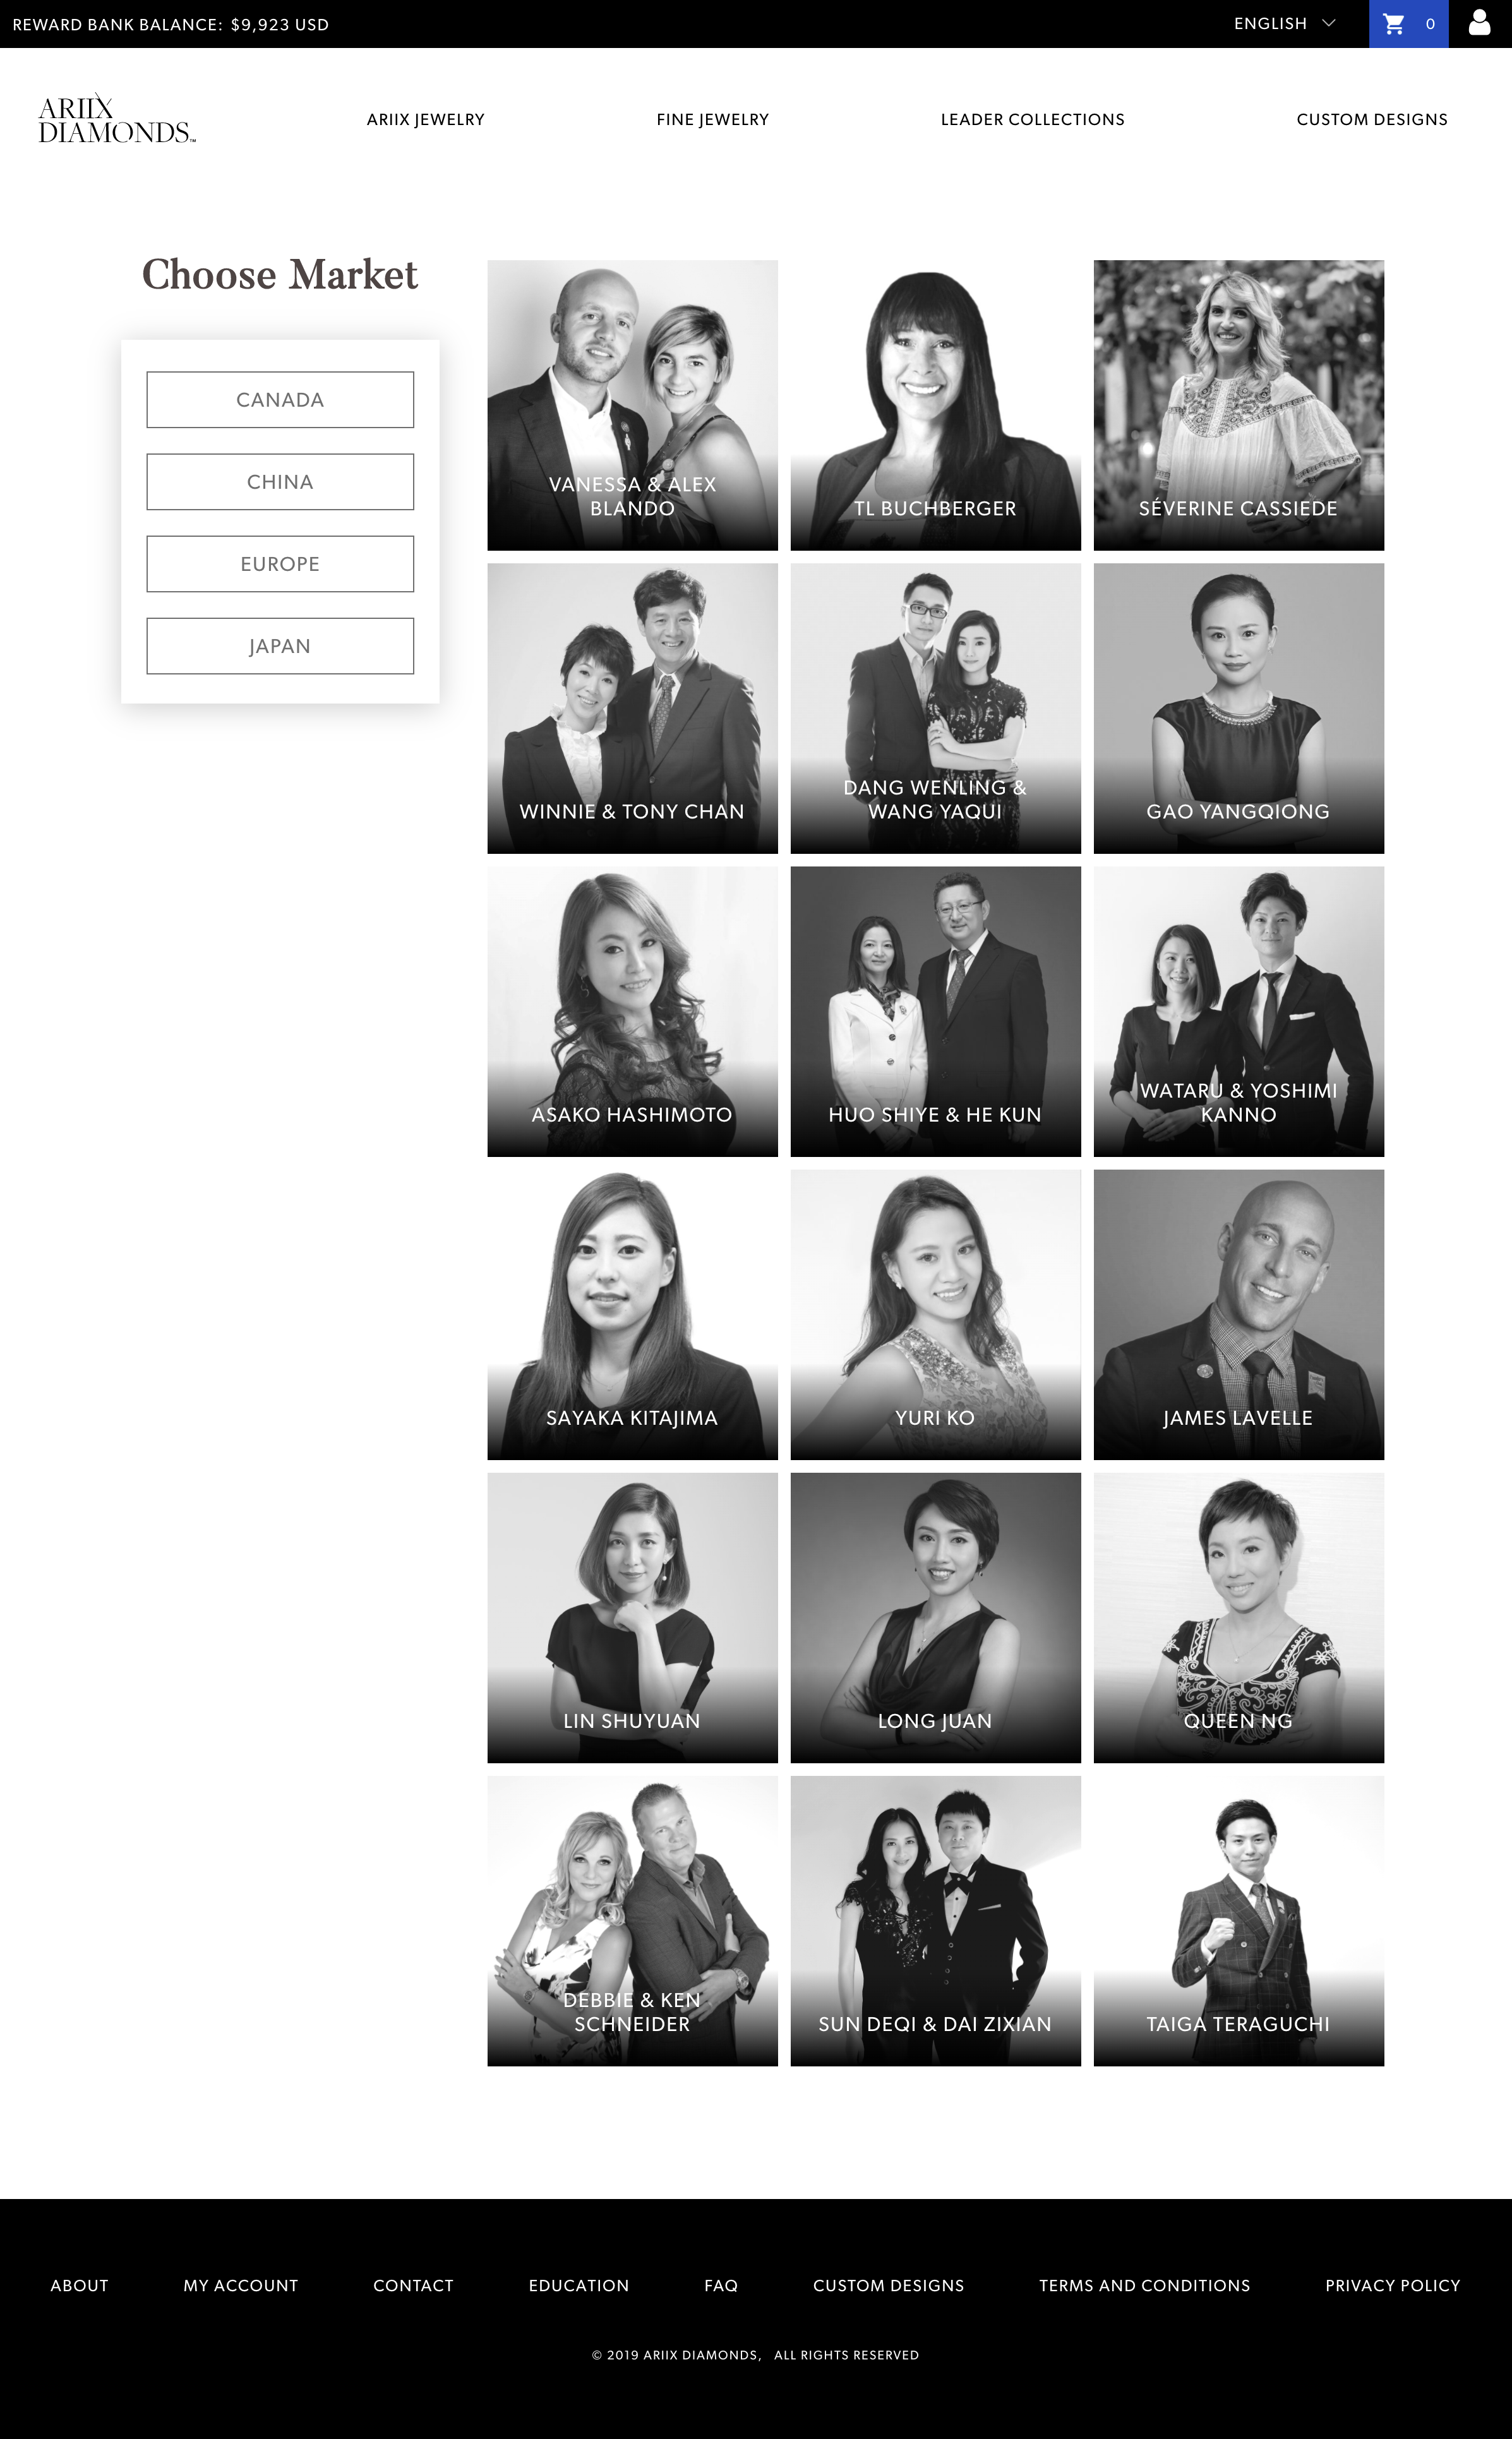 REWARD BANK BALANCE: $9,923 USD
ENGLISH
0
ARIIX
DIAMONDS™
ARIIX JEWELRY
FINE JEWELRY
LEADER COLLECTIONS
CUSTOM DESIGNS
Choose Market
CANADA
CHINA
EUROPE
JAPAN
VANESSA & ALEX
BLANDO
TL BUCHBERGER
SÉVERINE CASSIEDE
WINNIE & TONY CHAN
DANG WENLING &
WANG YAQUI
GAO YANGQIONG
ASAKO HASHIMOTO
HUO SHIYE & HE KUN
WATARU & YOSHIMI
KANNO
SAYAKA KITAJIMA
YURI KO
JAMES LAVELLE
LIN SHUYUAN
LONG JUAN
QUEEN NG
DEBBIE & KEN
SCHNEIDER
SUN DEQI & DAI ZIXIAN
TAIGA TERAGUCHI
ABOUT
MY ACCOUNT
CONTACT
EDUCATION
FAQ
CUSTOM DESIGNS
TERMS AND CONDITIONS
PRIVACY POLICY
© 2019 ARIIX DIAMONDS, ALL RIGHTS RESERVED